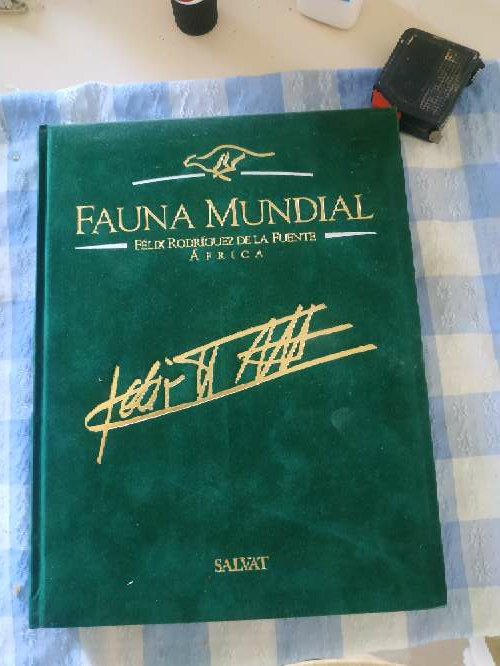 FAUNA MUNDIAL
FÉLIX RODRÍGUEZ DE LA FUENTE
ÁFRICA
SALVAT